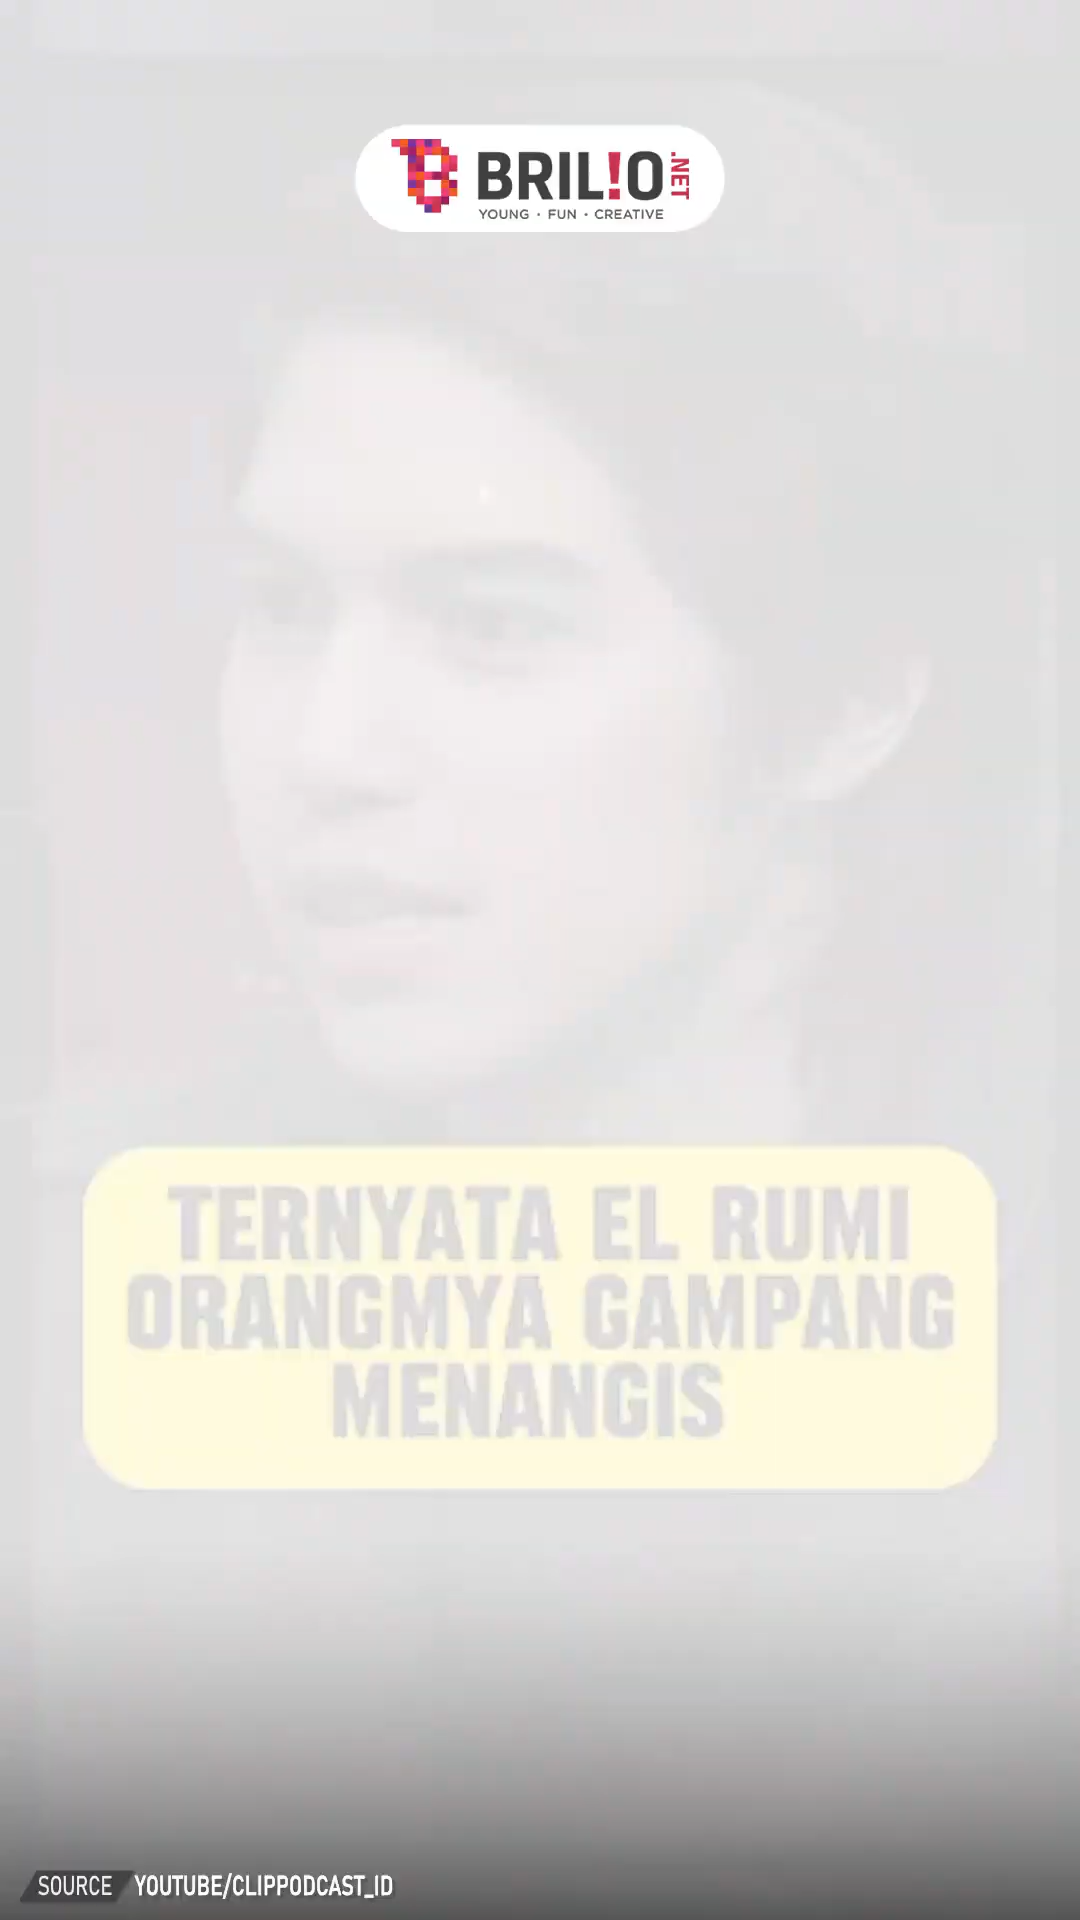 BRIL!O.NET
YOUNG · FUN · CREATIVE
TERNYATA EL RUMI
ORANGMYA GAMPANG
MENANGIS
SOURCE YOUTUBE/CLIPPODCAST_ID